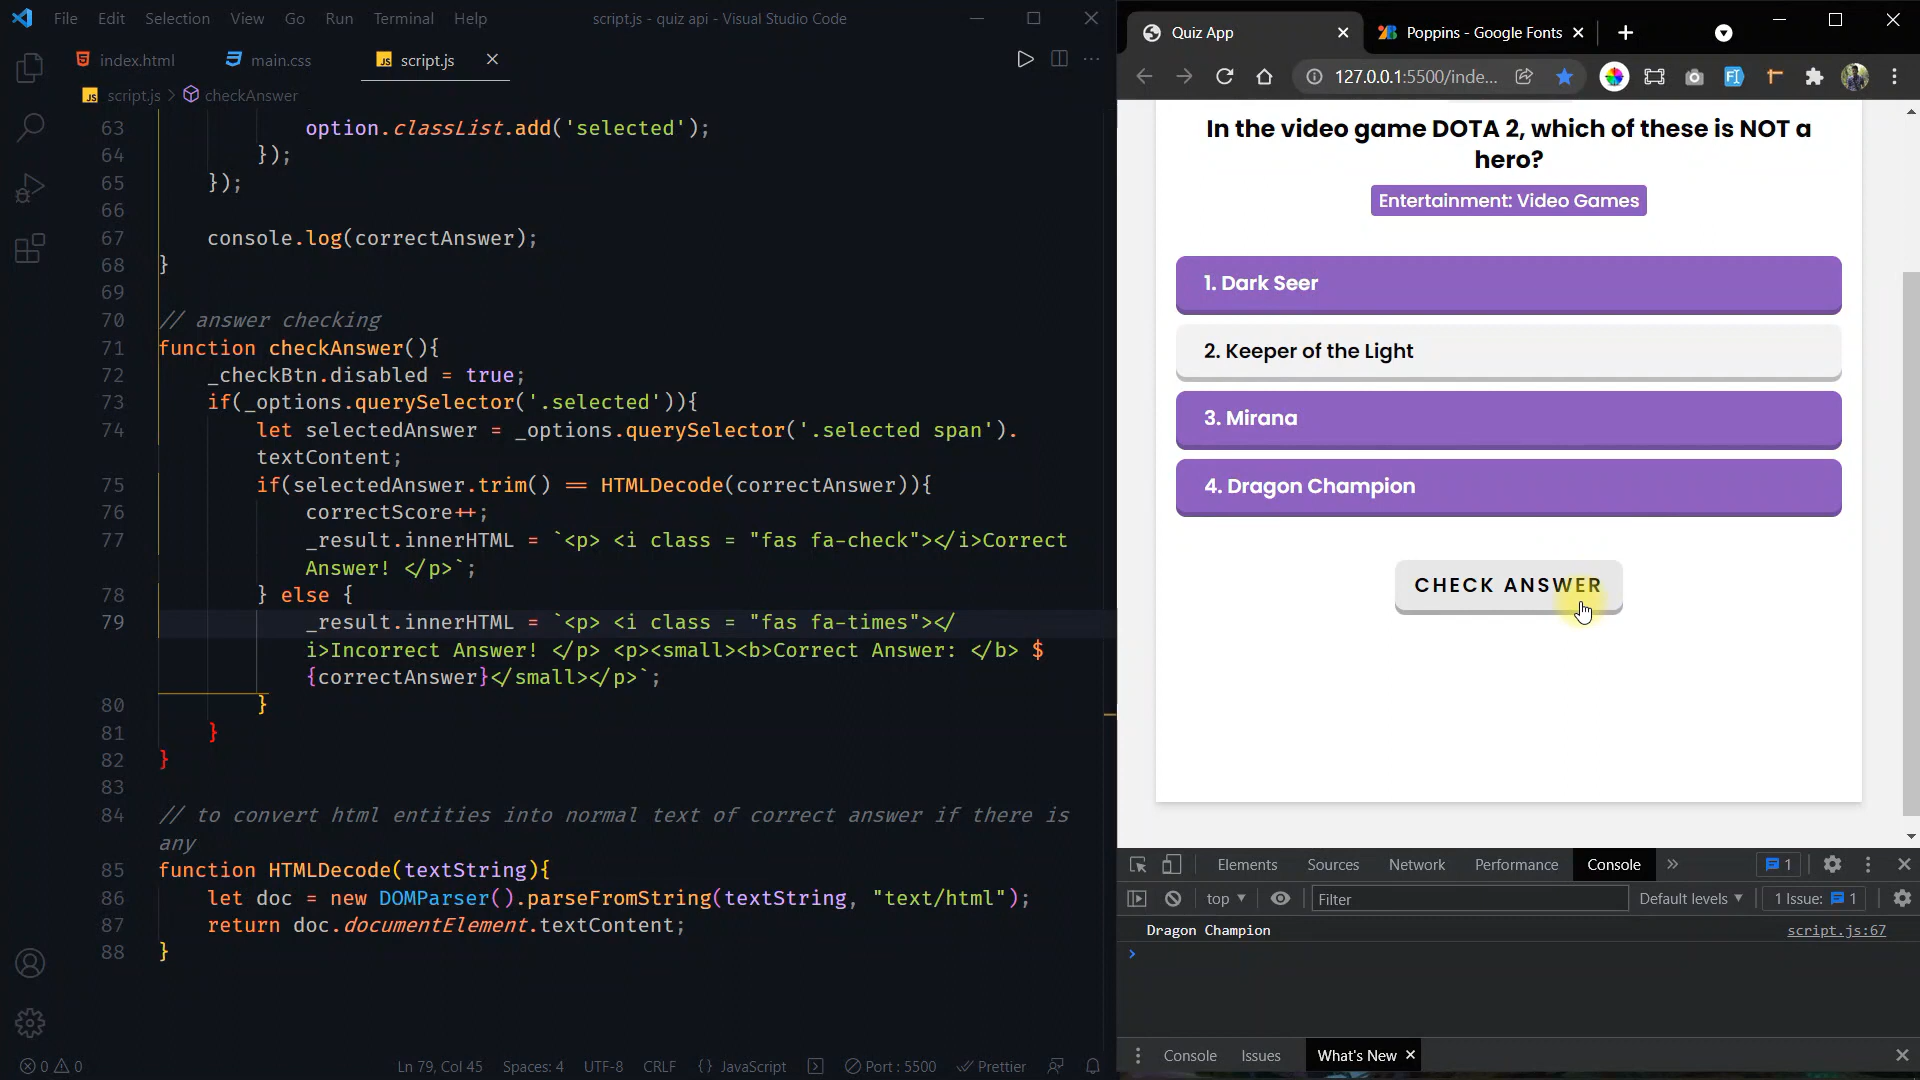 File Edit Selection View Go Run Terminal Help
script.js - quiz api - Visual Studio Code
index.html
main.css
JS script.js
JS script.js > checkAnswer
63 option.classList.add('selected');
64 });
65 });
66
67 console.log(correctAnswer);
68 }
69
70 // answer checking
71 function checkAnswer(){
72 _checkBtn.disabled = true;
73 if(_options.querySelector('.selected')){
74 let selectedAnswer = _options.querySelector('.selected span').
textContent;
75 if(selectedAnswer.trim() == HTMLDecode(correctAnswer)){
76 correctScore++;
77 _result.innerHTML = `<p> <i class = "fas fa-check"></i>Correct
Answer! </p>`;
78 } else {
79 _result.innerHTML = `<p> <i class = "fas fa-times"></
i>Incorrect Answer! </p> <p><small><b>Correct Answer: </b> $
{correctAnswer}</small></p>`;
80 }
81 }
82 }
83
84 // to convert html entities into normal text of correct answer if there is
any
85 function HTMLDecode(textString){
86 let doc = new DOMParser().parseFromString(textString, "text/html");
87 return doc.documentElement.textContent;
88 }
0 0
Ln 79, Col 45 Spaces: 4 UTF-8 CRLF {} JavaScript Port : 5500 Prettier
Quiz App
Poppins - Google Fonts
127.0.0.1:5500/inde...
In the video game DOTA 2, which of these is NOT a
hero?
Entertainment: Video Games
1. Dark Seer
2. Keeper of the Light
3. Mirana
4. Dragon Champion
CHECK ANSWER
Elements Sources Network Performance Console » 1
top Filter Default levels 1 Issue: 1
Dragon Champion script.js:67
Console Issues What's New